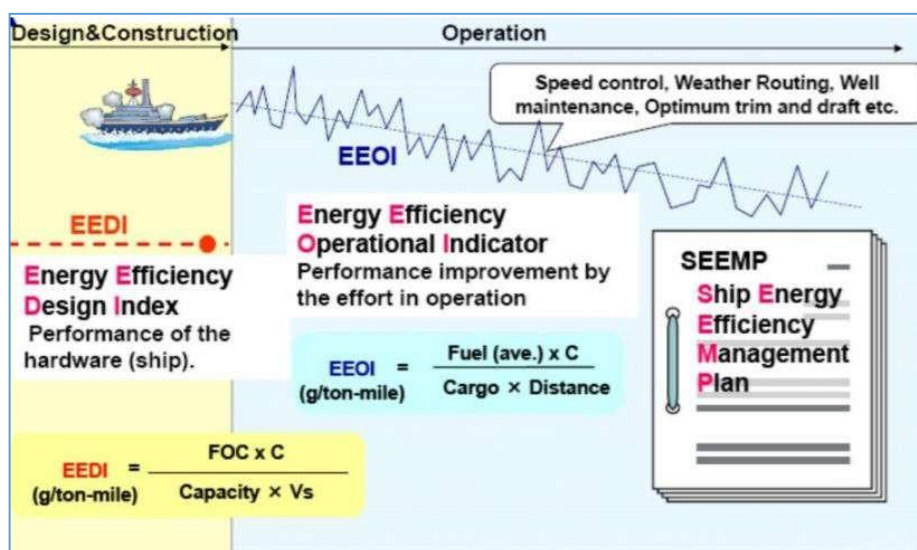 Design&Construction
Operation
Speed control, Weather Routing, Well
maintenance, Optimum trim and draft etc.
EEOI
EEDI
Energy Efficiency
Design Index
Performance of the
hardware (ship).
Energy Efficiency
Operational Indicator
Performance improvement by
the effort in operation
EEOI = Fuel (ave.) x C
(g/ton-mile) Cargo × Distance
EEDI = FOC x C
(g/ton-mile) Capacity × Vs
SEEMP
Ship Energy
Efficiency
Management
Plan